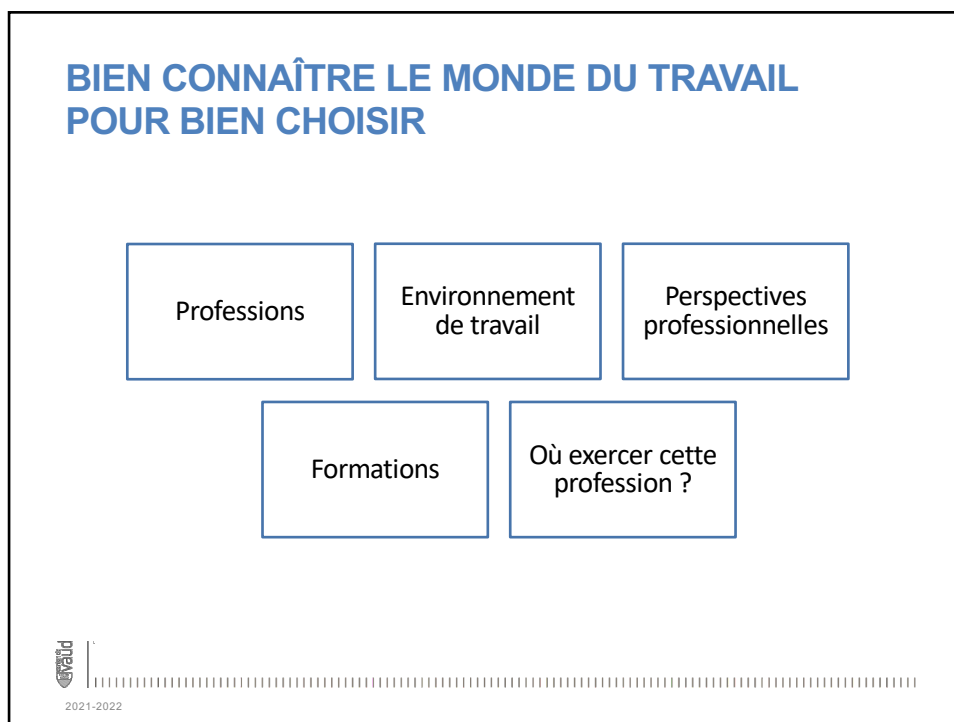 BIEN CONNAÎTRE LE MONDE DU TRAVAIL
POUR BIEN CHOISIR
Professions
Environnement
de travail
Perspectives
professionnelles
Formations
Où exercer cette
profession ?
vaud
2021-2022